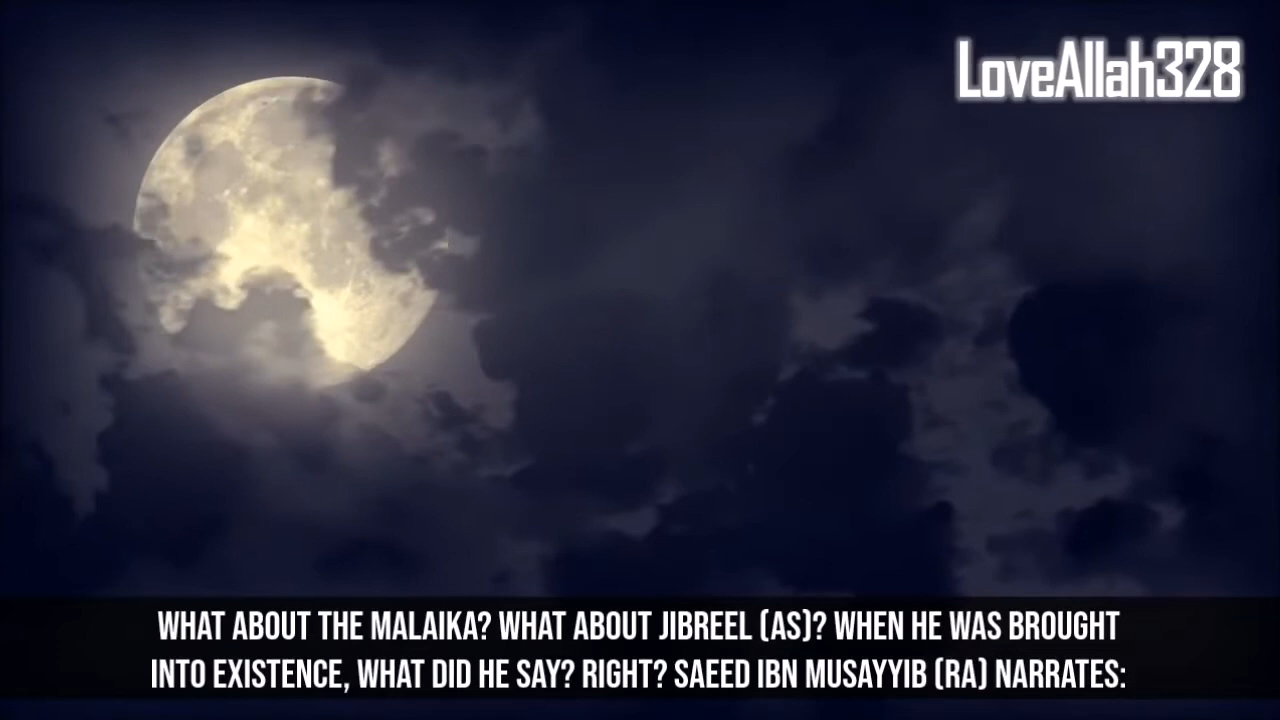 LoveAllah328
WHAT ABOUT THE MALAIKA? WHAT ABOUT JIBREEL (AS)? WHEN HE WAS BROUGHT
INTO EXISTENCE, WHAT DID HE SAY? RIGHT? SAEED IBN MUSAYYIB (RA) NARRATES: